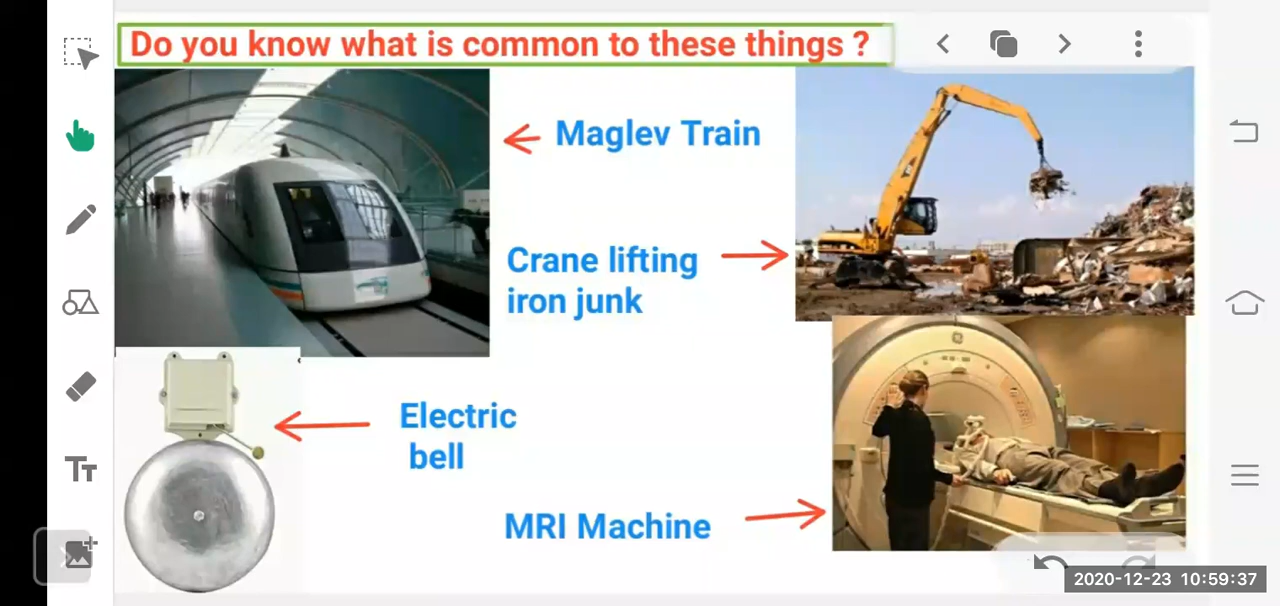 Do you know what is common to these things ?
Maglev Train
Crane lifting
iron junk
Electric
bell
MRI Machine
TT
2020-12-23 10:59:37